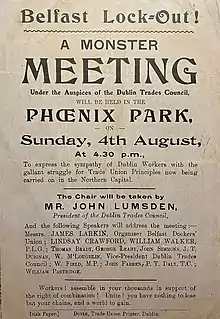 Belfast Lock-Out!
A MONSTER
MEETING
Under the Auspices of the Dublin Trades Council,
WILL BE HELD IN THE
PHŒNIX PARK,
ON
Sunday, 4th August,
At 4.30 p.m.,
To express the sympathy of Dublin Workers with the
gallant struggle for Trade Union Principles now being
carried on in the Northern Capital.
The Chair will be taken by
MR. JOHN LUMSDEN,
President of the Dublin Trades Council,
And the following Speakers will address the meeting:—
Messrs. JAMES LARKIN, Organiser Belfast Dockers'
Union; LINDSAY CRAWFORD, WILLIAM WALKER,
P.L.G.; THOMAS GREIG, GEORGE LEAHY, JOHN SIMMONS, J. T.
DUIGNAN, W. M'LOUGHLIN, Vice-President Dublin Trades
Council; W. FIELD, M.P.; JOHN FARREN, P. T. DALY, T.C.;
WILLIAM PARTRIDGE.
Workers! assemble in your thousands in support of
the right of combination! Unite! you have nothing to lose
but your chains, and a world to gain.
Irish Paper.] DOYLE, Trade Union Printer, Dublin.